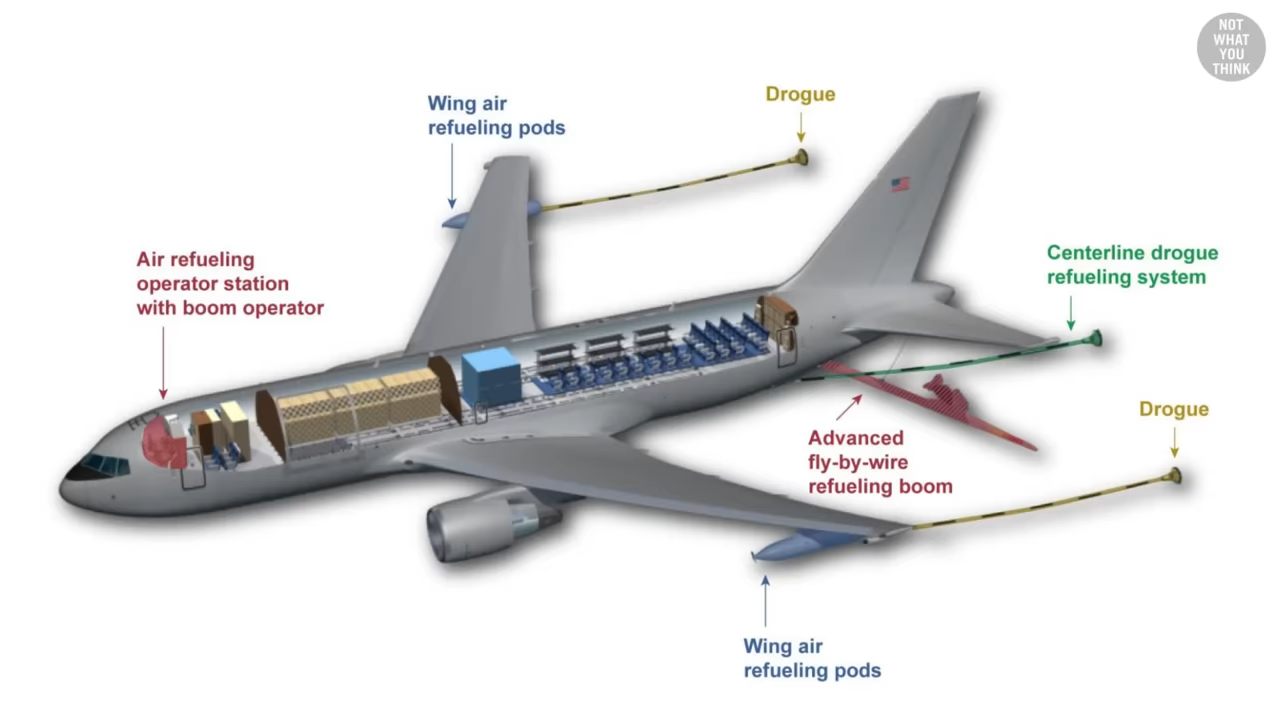 NOT
WHAT
YOU
THINK
Drogue
Wing air
refueling pods
Centerline drogue
refueling system
Air refueling
operator station
with boom operator
Drogue
Advanced
fly-by-wire
refueling boom
Wing air
refueling pods